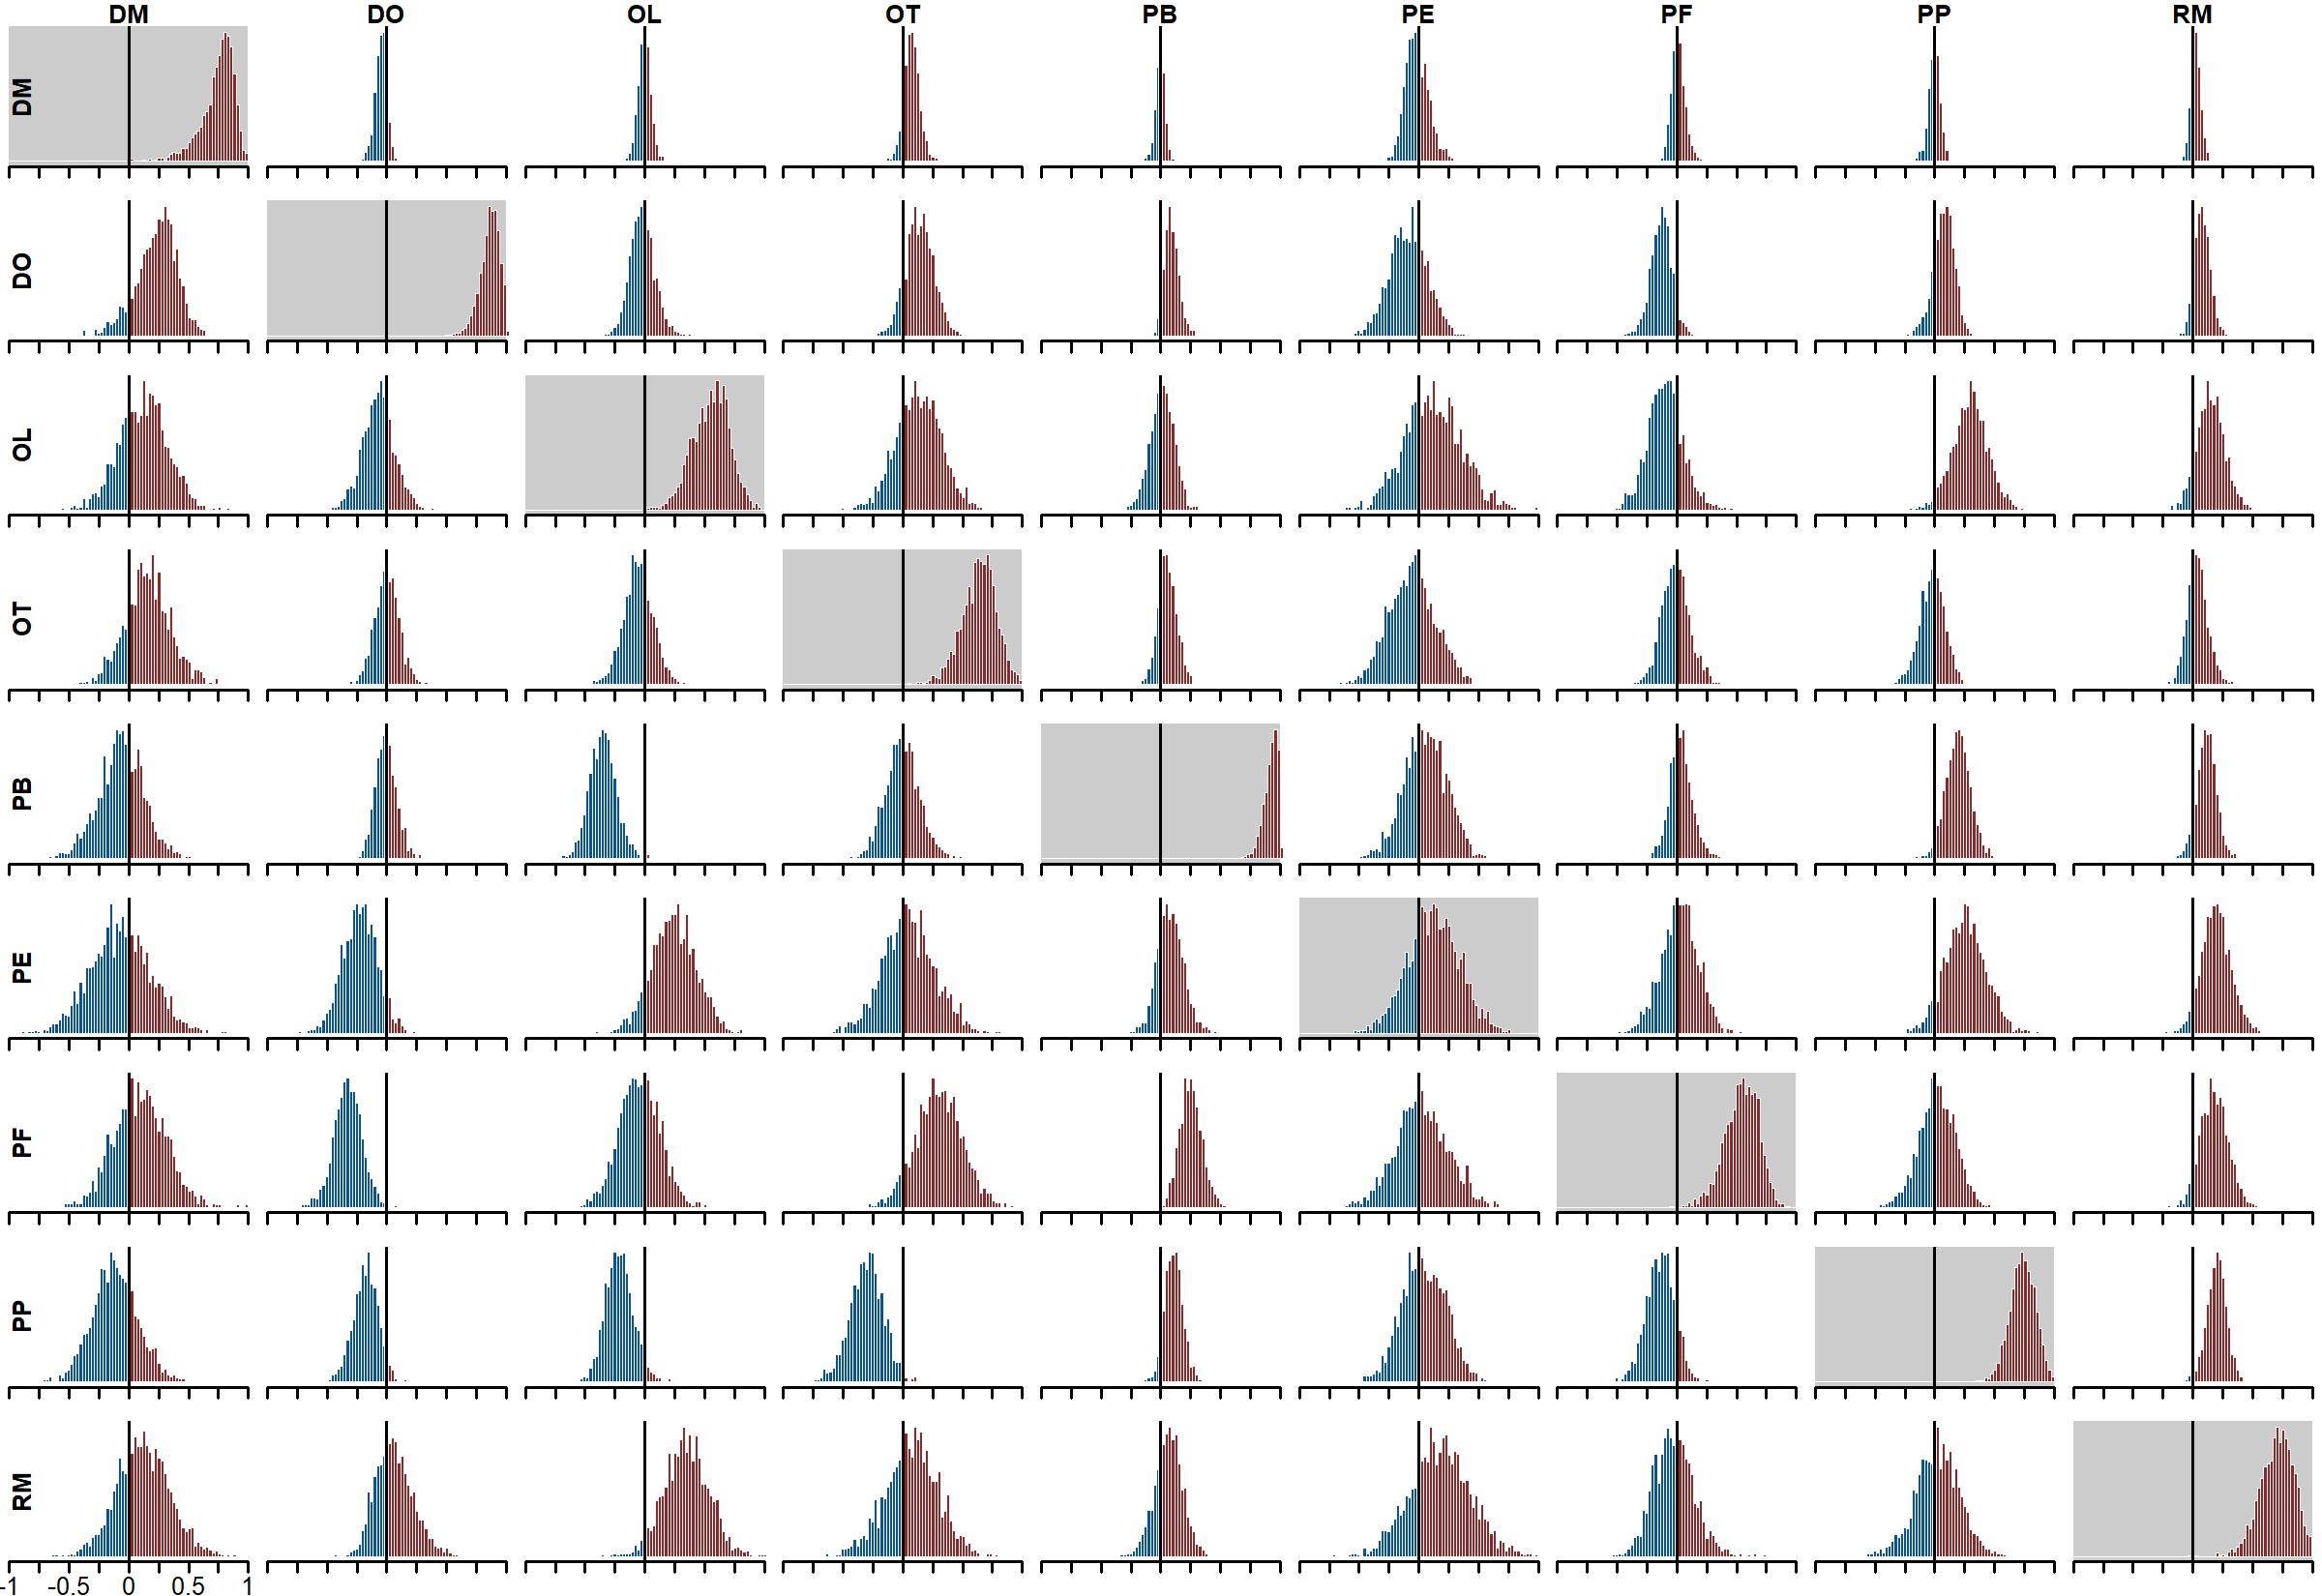 DM DO OL OT PB PE PF PP RM
DM
DO
OL
OT
PB
PE
PF
PP
RM
-1 -0.5 0 0.5 1